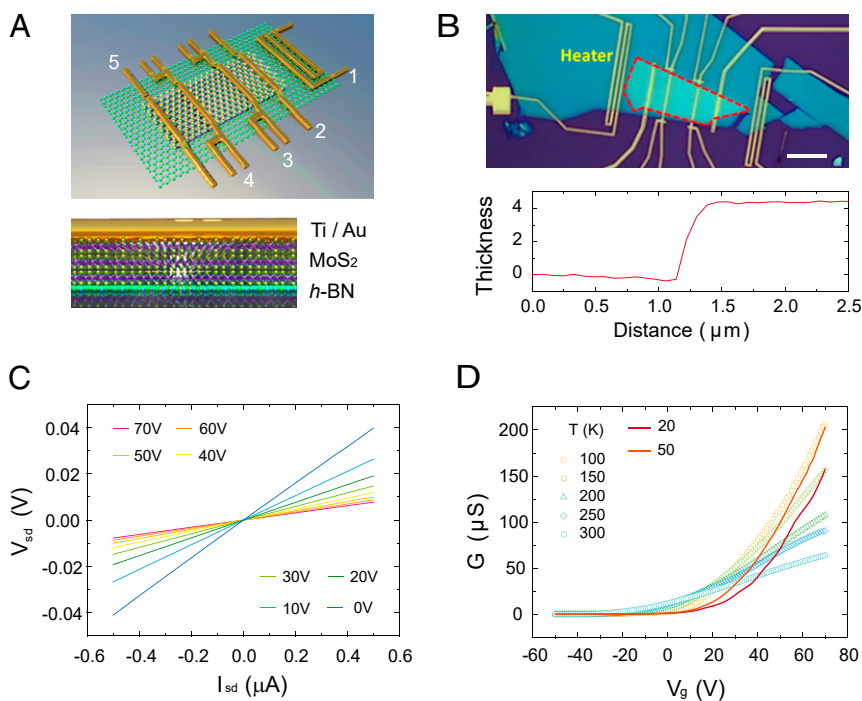 A
5
1
2
3
4
Ti / Au
MoS₂
h-BN
B
Heater
Thickness
4
2
0
0.0 0.5 1.0 1.5 2.0 2.5
Distance ( μm)
C
V sd (V)
0.04
0.02
0.00
-0.02
-0.04
70V 60V
50V 40V
30V 20V
10V 0V
-0.6 -0.4 -0.2 0.0 0.2 0.4 0.6
I sd (μA)
D
G (μS)
200
150
100
50
0
T (K)
100
150
200
250
300
20
50
-60 -40 -20 0 20 40 60 80
V g (V)